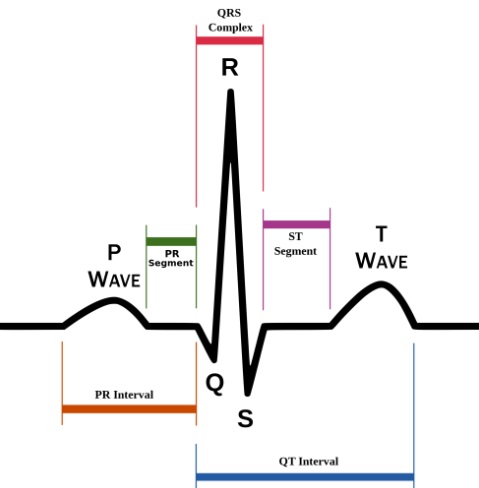 QRS
Complex
R
P
WAVE
PR
Segment
ST
Segment
T
WAVE
Q
S
PR Interval
QT Interval